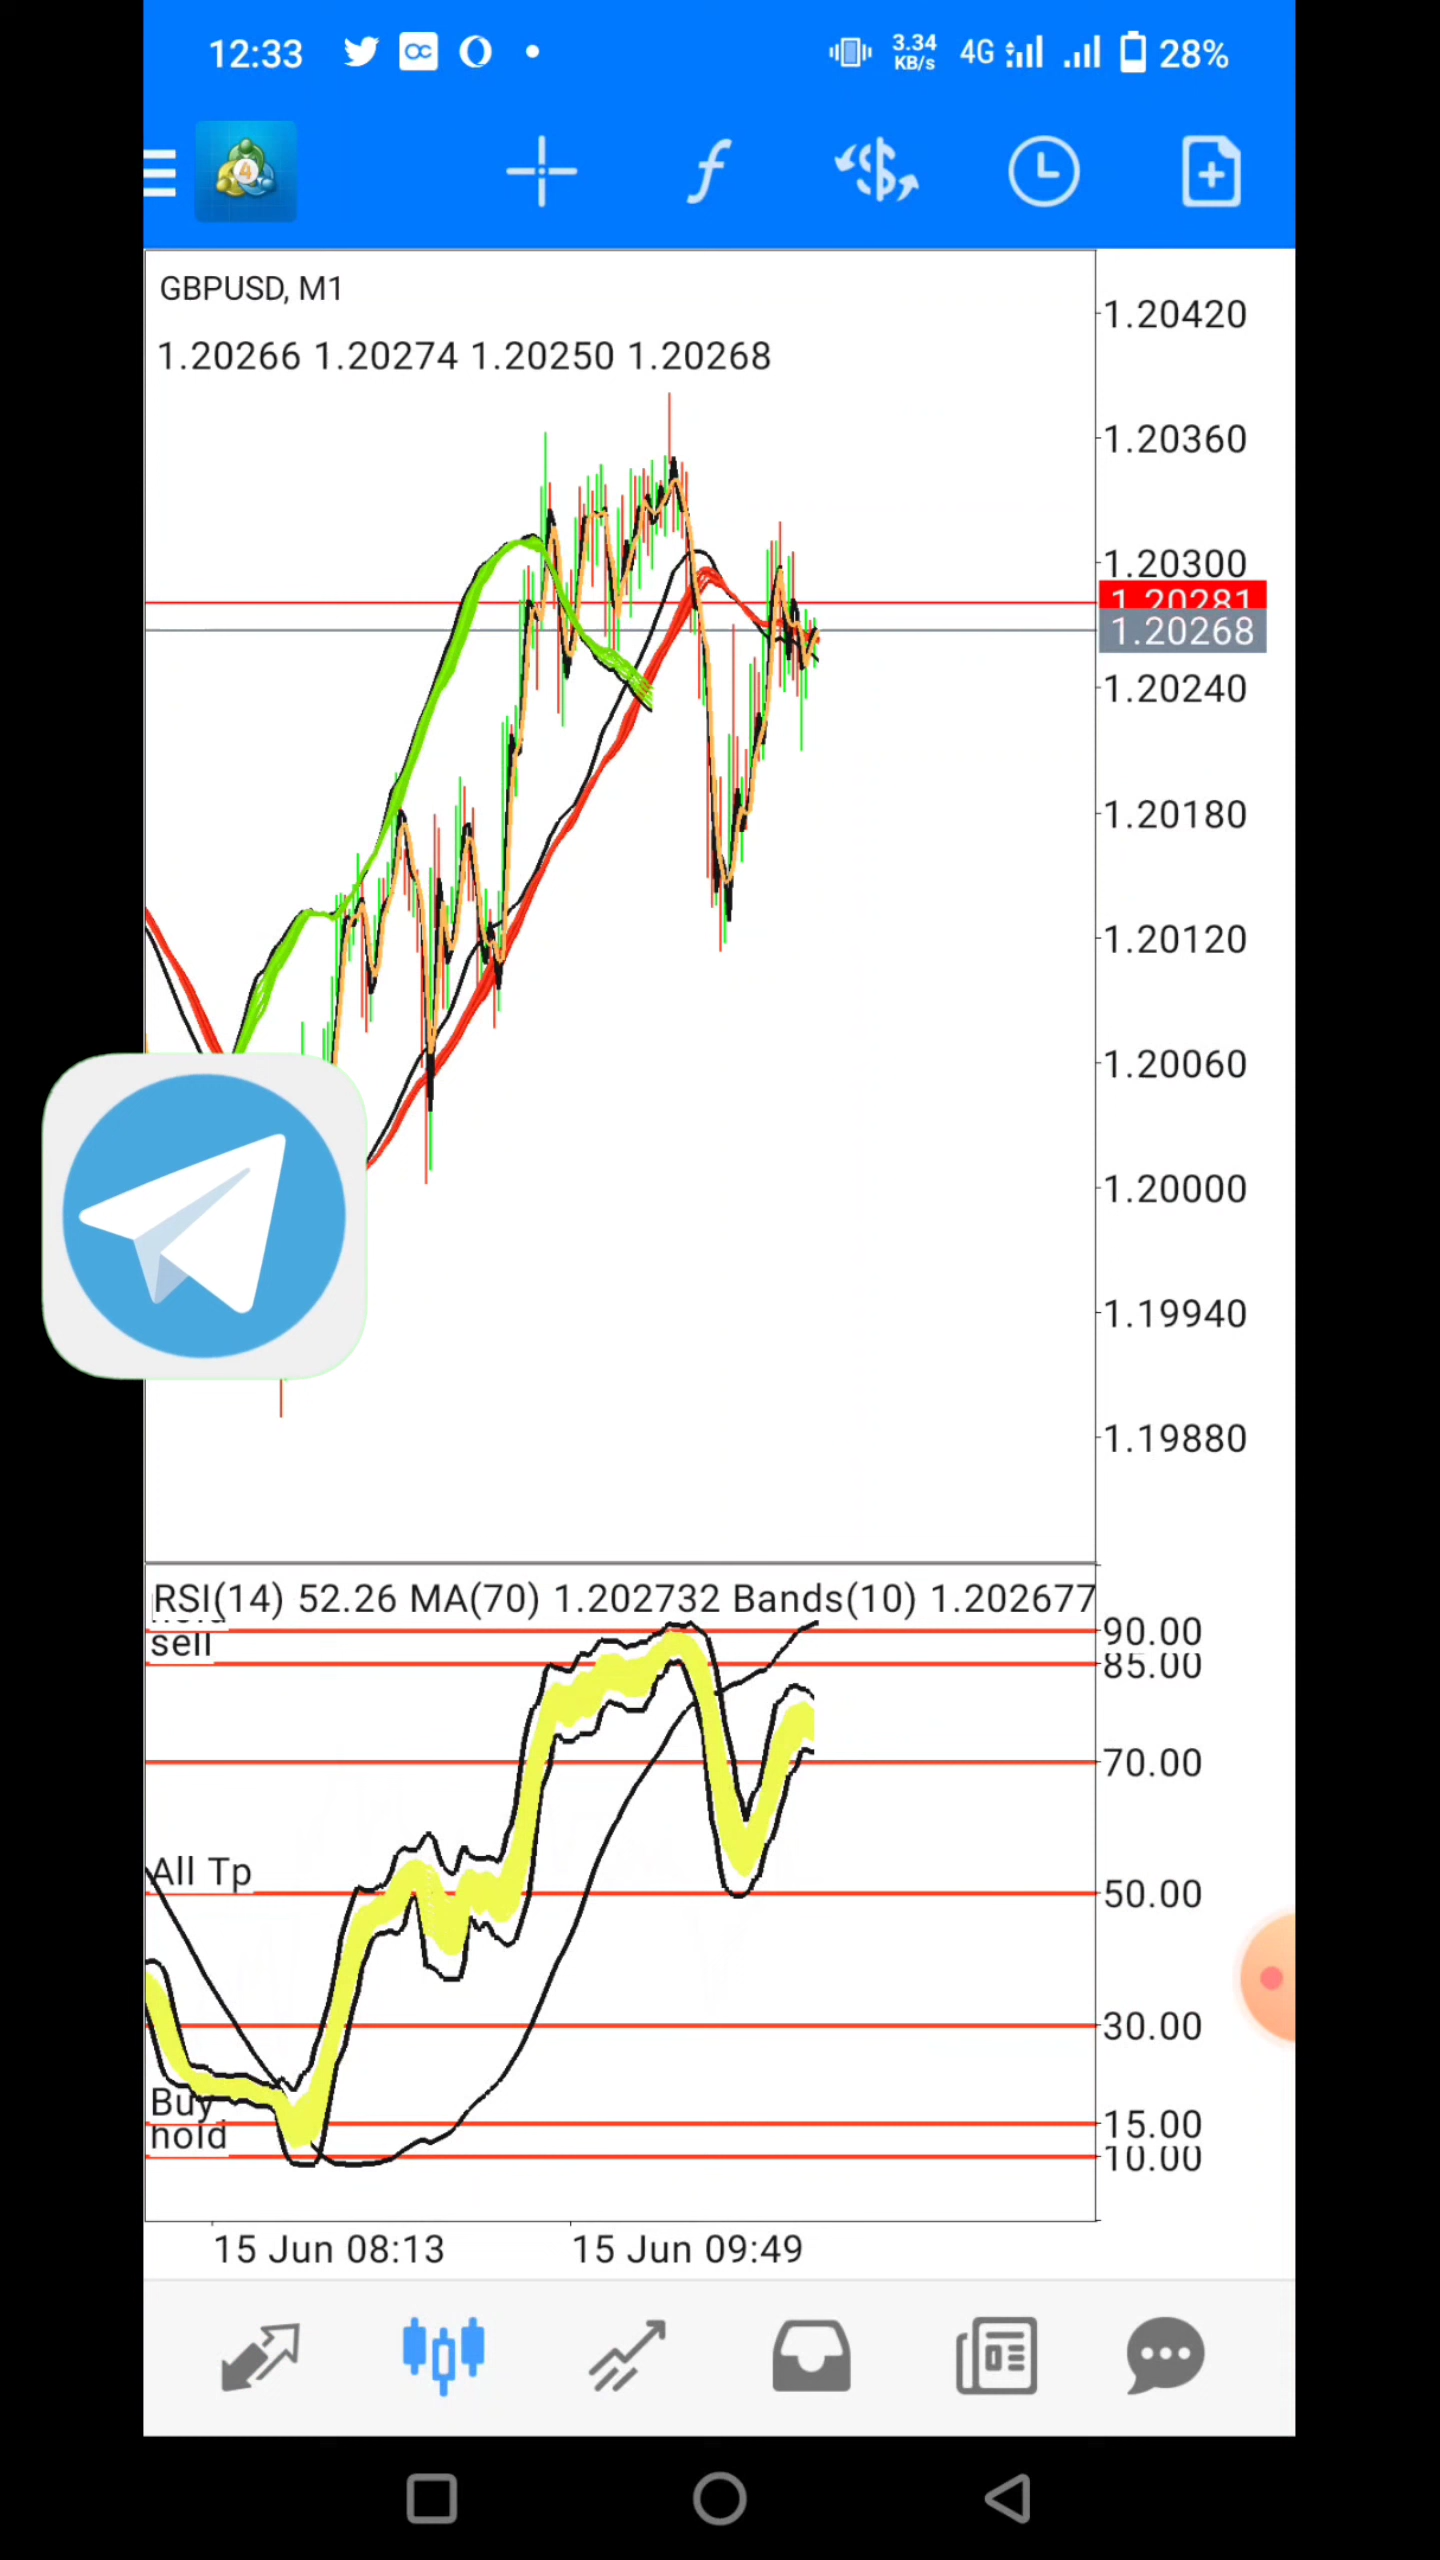 12:33 3.34 KB/s 4G 28%
4
GBPUSD, M1
1.20266 1.20274 1.20250 1.20268
1.20420
1.20360
1.20300
1.20281
1.20268
1.20240
1.20180
1.20120
1.20060
1.20000
1.19940
1.19880
RSI(14) 52.26 MA(70) 1.202732 Bands(10) 1.202677
hold
90.00
sell
85.00
70.00
All Tp
50.00
30.00
Buy
15.00
hold
10.00
15 Jun 08:13 15 Jun 09:49